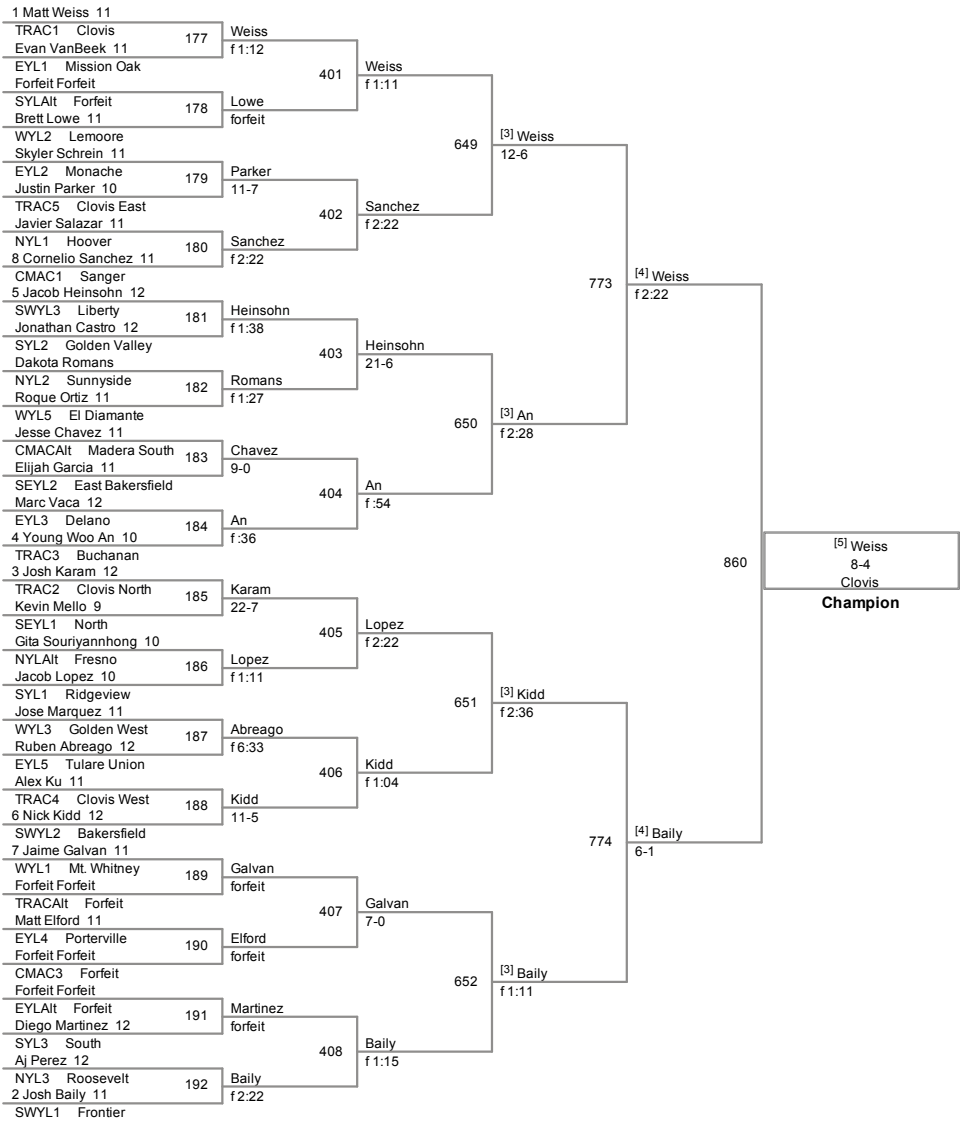 1 Matt Weiss 11
TRAC1 Clovis
Evan VanBeek 11
EYL1 Mission Oak
Forfeit Forfeit
SYLAlt Forfeit
Brett Lowe 11
WYL2 Lemoore
Skyler Schrein 11
EYL2 Monache
Justin Parker 10
TRAC5 Clovis East
Javier Salazar 11
NYL1 Hoover
8 Cornelio Sanchez 11
CMAC1 Sanger
5 Jacob Heinsohn 12
SWYL3 Liberty
Jonathan Castro 12
SYL2 Golden Valley
Dakota Romans
NYL2 Sunnyside
Roque Ortiz 11
WYL5 El Diamante
Jesse Chavez 11
CMACAlt Madera South
Elijah Garcia 11
SEYL2 East Bakersfield
Marc Vaca 12
EYL3 Delano
4 Young Woo An 10
TRAC3 Buchanan
3 Josh Karam 12
TRAC2 Clovis North
Kevin Mello 9
SEYL1 North
Gita Souriyannhong 10
NYLAlt Fresno
Jacob Lopez 10
SYL1 Ridgeview
Jose Marquez 11
WYL3 Golden West
Ruben Abreago 12
EYL5 Tulare Union
Alex Ku 11
TRAC4 Clovis West
6 Nick Kidd 12
SWYL2 Bakersfield
7 Jaime Galvan 11
WYL1 Mt. Whitney
Forfeit Forfeit
TRACAlt Forfeit
Matt Elford 11
EYL4 Porterville
Forfeit Forfeit
CMAC3 Forfeit
Forfeit Forfeit
EYLAlt Forfeit
Diego Martinez 12
SYL3 South
Aj Perez 12
NYL3 Roosevelt
2 Josh Baily 11
SWYL1 Frontier
177
178
179
180
181
182
183
184
185
186
187
188
189
190
191
192
Weiss
f 1:12
Lowe
forfeit
Parker
11-7
Sanchez
f 2:22
Heinsohn
f 1:38
Romans
f 1:27
Chavez
9-0
An
f :36
Karam
22-7
Lopez
f 1:11
Abreago
f 6:33
Kidd
11-5
Galvan
forfeit
Elford
forfeit
Martinez
forfeit
Baily
f 2:22
401
402
403
404
405
406
407
408
Weiss
f 1:11
Sanchez
f 2:22
Heinsohn
21-6
An
f :54
Lopez
f 2:22
Kidd
f 1:04
Galvan
7-0
Baily
f 1:15
649
650
651
652
[3] Weiss
12-6
[3] An
f 2:28
[3] Kidd
f 2:36
[3] Baily
f 1:11
773
774
[4] Weiss
f 2:22
[4] Baily
6-1
860
[5] Weiss
8-4
Clovis
Champion